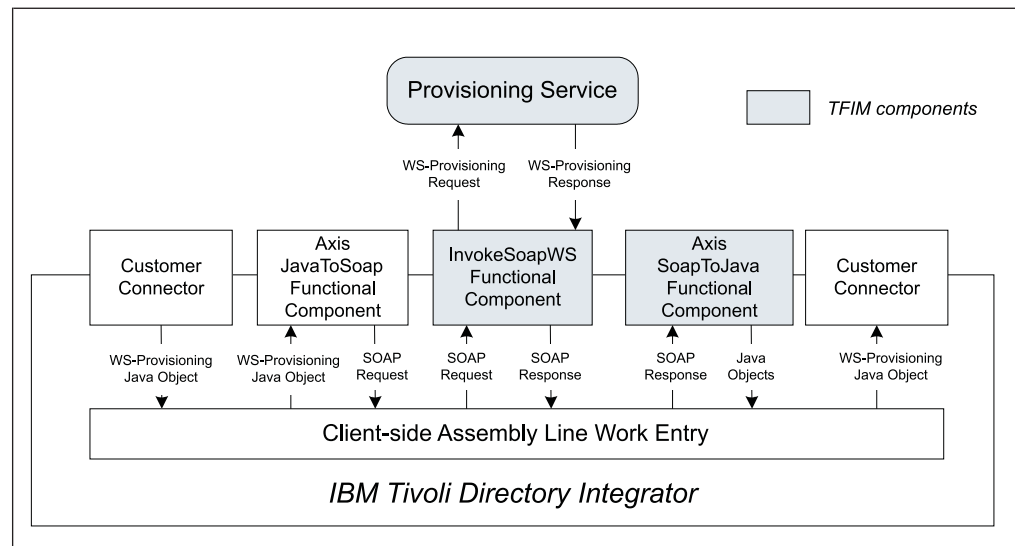 Provisioning Service
TFIM components
WS-Provisioning
Request
WS-Provisioning
Response
Customer
Connector
Axis
JavaToSoap
Functional
Component
InvokeSoapWS
Functional
Component
Axis
SoapToJava
Functional
Component
Customer
Connector
WS-Provisioning
Java Object
WS-Provisioning
Java Object
SOAP
Request
SOAP
Request
SOAP
Response
SOAP
Response
Java
Objects
WS-Provisioning
Java Object
Client-side Assembly Line Work Entry
IBM Tivoli Directory Integrator